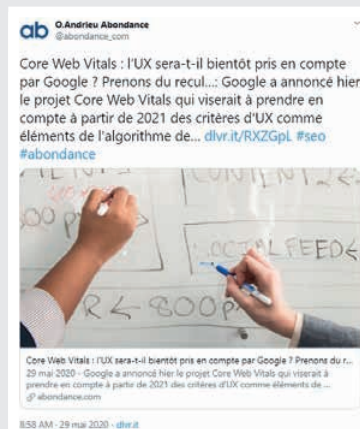 ab O.Andrieu Abondance
@abondance_com
Core Web Vitals : l'UX sera-t-il bientôt pris en compte
par Google ? Prenons du recul...: Google a annoncé hier
le projet Core Web Vitals qui viserait à prendre en
compte à partir de 2021 des critères d'UX comme
éléments de l'algorithme de... dlvr.it/RXZGpL #seo
#abondance
R< 800P
Core Web Vitals : l'UX sera-t-il bientôt pris en compte par Google ? Prenons du r...
29 mai 2020 - Google a annoncé hier le projet Core Web Vitals qui viserait à
prendre en compte à partir de 2021 des critères d'UX comme éléments de ...
abondance.com
8:58 AM · 29 mai 2020 · dlvr.it